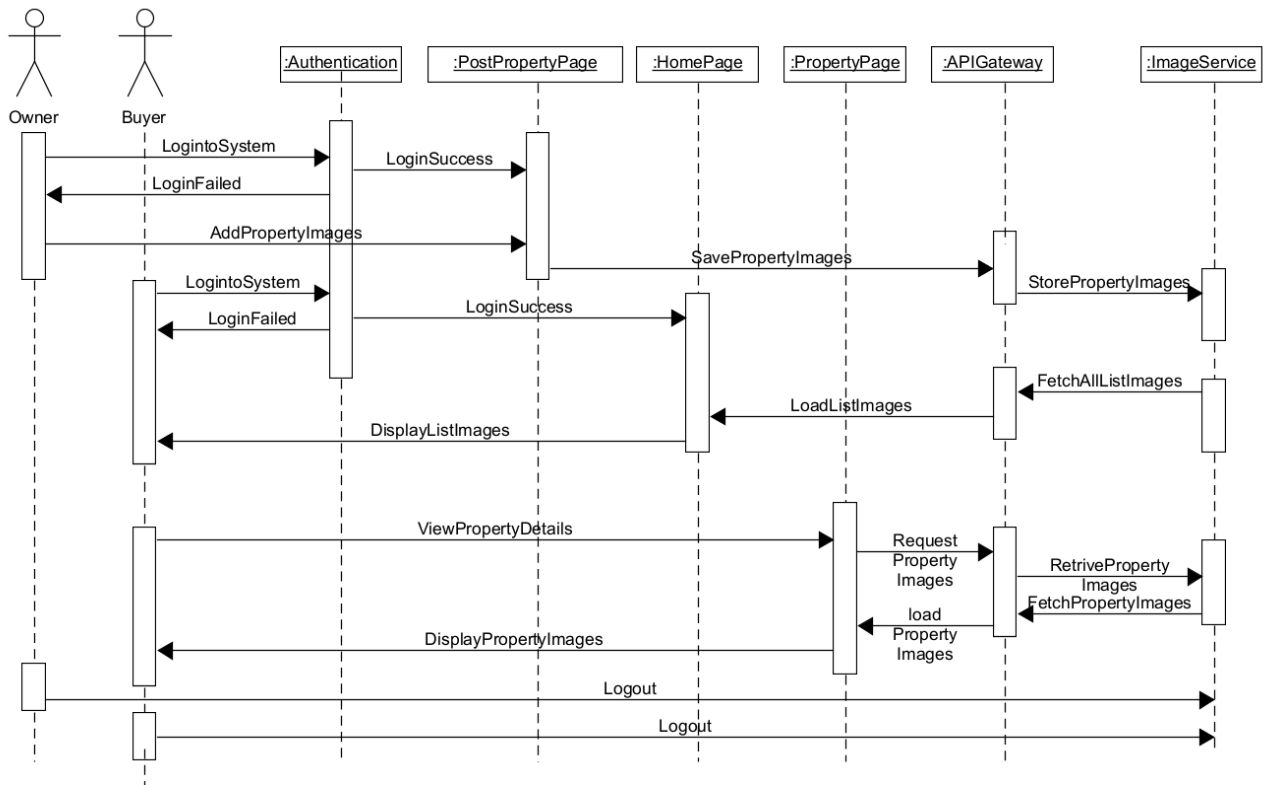 Owner
Buyer
:Authentication
:PostPropertyPage
:HomePage
:PropertyPage
:APIGateway
:ImageService
LogintoSystem
LoginSuccess
LoginFailed
AddPropertyImages
SavePropertyImages
LogintoSystem
StorePropertyImages
LoginSuccess
LoginFailed
FetchAllListImages
LoadListImages
DisplayListImages
ViewPropertyDetails
Request
Property
Images
RetriveProperty
Images
FetchPropertyImages
load
Property
Images
DisplayPropertyImages
Logout
Logout